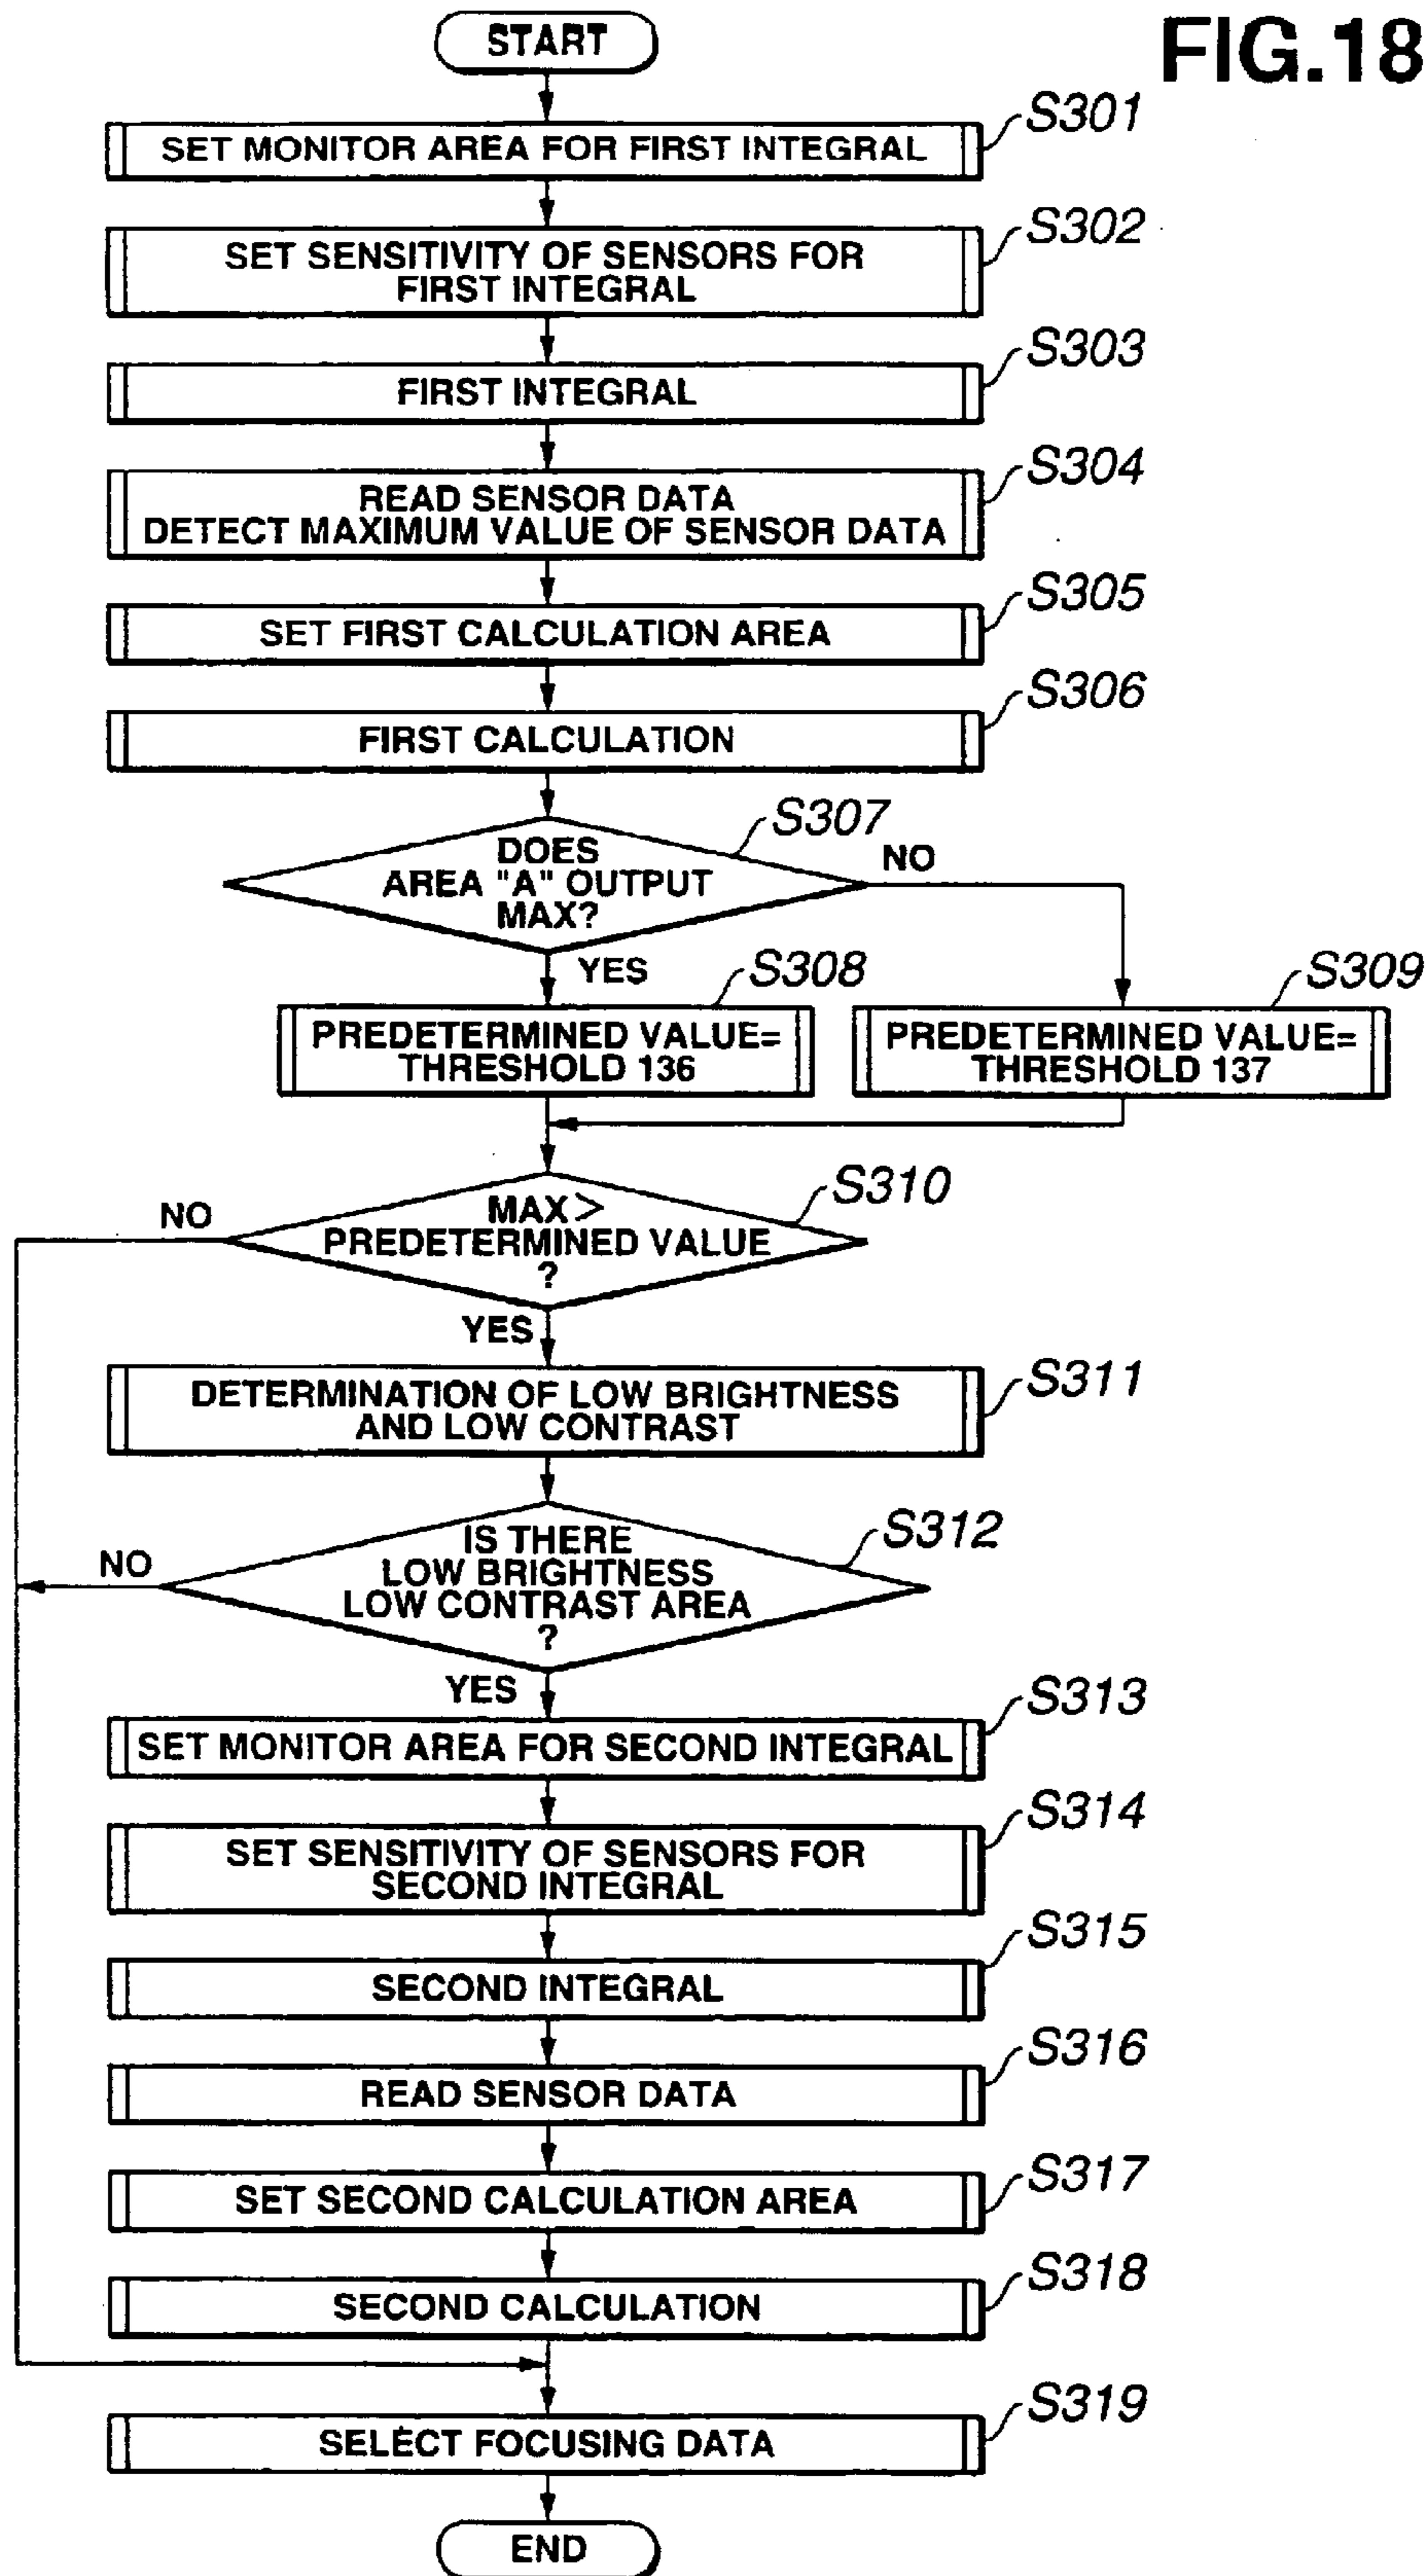 FIG.18
START
S301
SET MONITOR AREA FOR FIRST INTEGRAL
S302
SET SENSITIVITY OF SENSORS FOR
FIRST INTEGRAL
S303
FIRST INTEGRAL
S304
READ SENSOR DATA
DETECT MAXIMUM VALUE OF SENSOR DATA
S305
SET FIRST CALCULATION AREA
S306
FIRST CALCULATION
S307
DOES
AREA "A" OUTPUT
MAX?
NO
YES
S308
PREDETERMINED VALUE=
THRESHOLD 136
S309
PREDETERMINED VALUE=
THRESHOLD 137
S310
MAX >
PREDETERMINED VALUE
?
NO
YES
S311
DETERMINATION OF LOW BRIGHTNESS
AND LOW CONTRAST
S312
IS THERE
LOW BRIGHTNESS
LOW CONTRAST AREA
?
NO
YES
S313
SET MONITOR AREA FOR SECOND INTEGRAL
S314
SET SENSITIVITY OF SENSORS FOR
SECOND INTEGRAL
S315
SECOND INTEGRAL
S316
READ SENSOR DATA
S317
SET SECOND CALCULATION AREA
S318
SECOND CALCULATION
S319
SELECT FOCUSING DATA
END